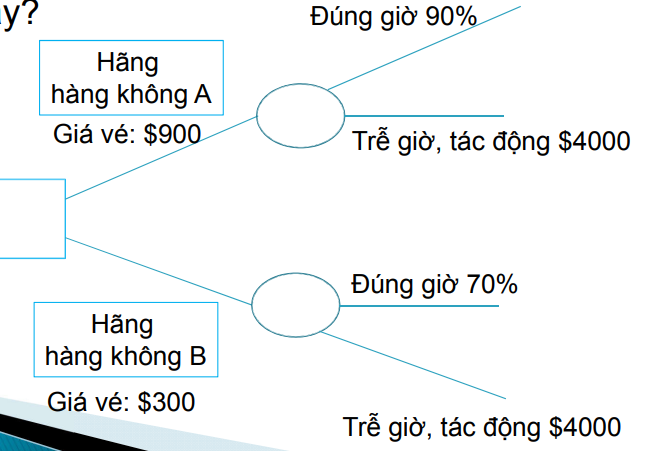 Đúng giờ 90%
Hãng
hàng không A
Giá vé: $900
Trễ giờ, tác động $4000
Đúng giờ 70%
Hãng
hàng không B
Giá vé: $300
Trễ giờ, tác động $4000